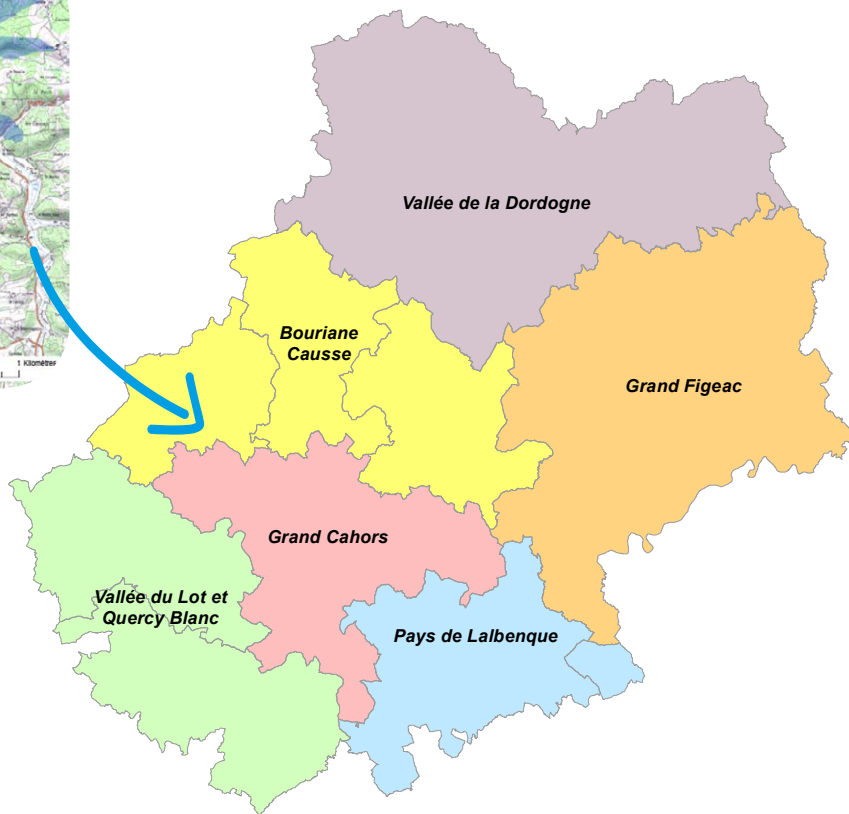 Vallée de la Dordogne
Bouriane
Causse
Grand Figeac
1 Kilomètres
Grand Cahors
Vallée du Lot et
Quercy Blanc
Pays de Lalbenque